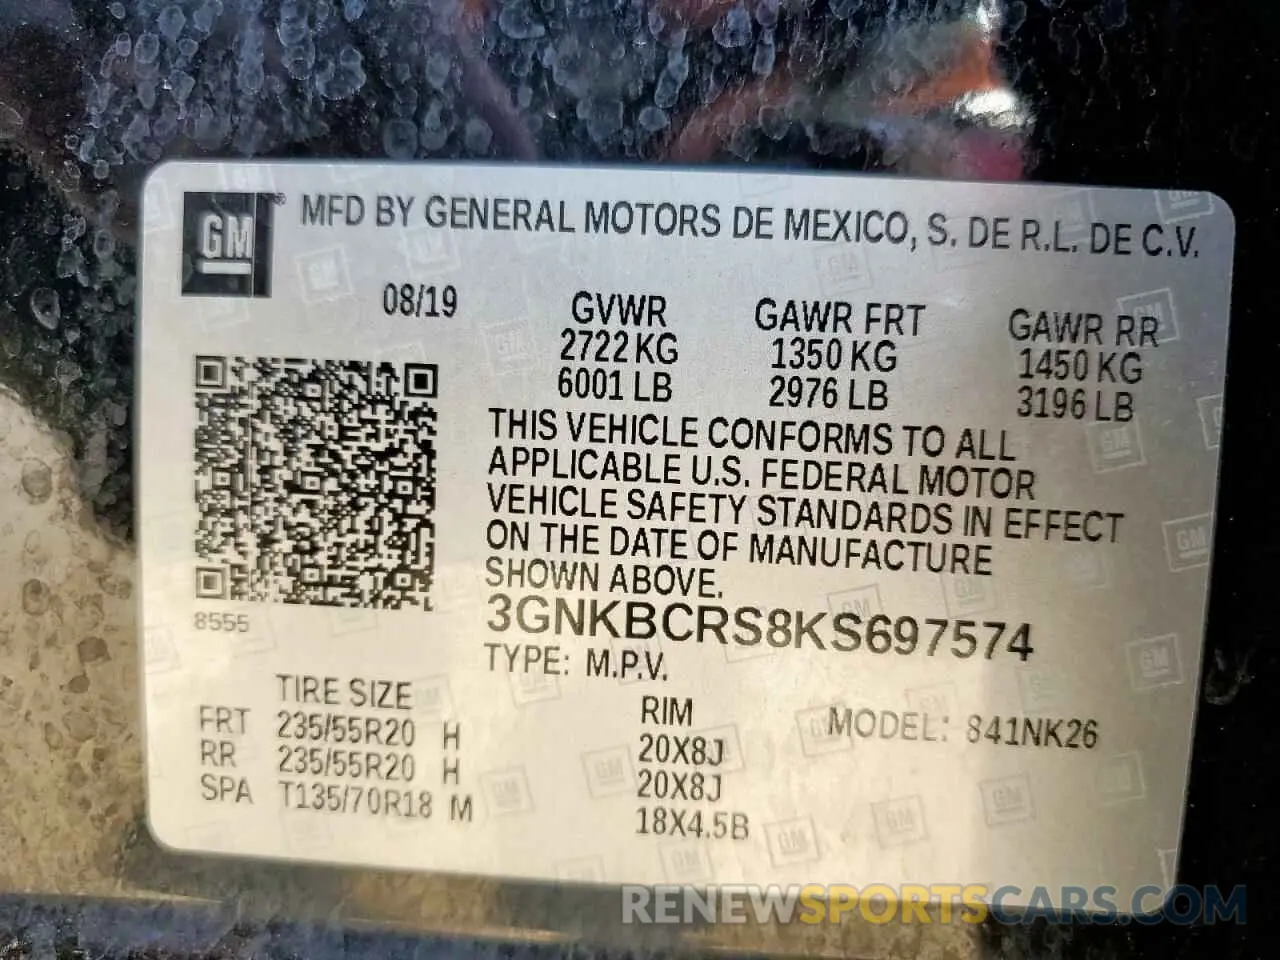 GM® MFD BY GENERAL MOTORS DE MEXICO, S. DE R.L. DE C.V.
08/19 GVWR GAWR FRT GAWR RR
2722 KG 1350 KG 1450 KG
6001 LB 2976 LB 3196 LB
THIS VEHICLE CONFORMS TO ALL
APPLICABLE U.S. FEDERAL MOTOR
VEHICLE SAFETY STANDARDS IN EFFECT
ON THE DATE OF MANUFACTURE
SHOWN ABOVE.
8555
3GNKBCRS8KS697574
TYPE: M.P.V.
TIRE SIZE RIM MODEL: 841NK26
FRT 235/55R20 H 20X8J
RR 235/55R20 H 20X8J
SPA T135/70R18 M 18X4.5B
RENEWSPORTSCARS.COM